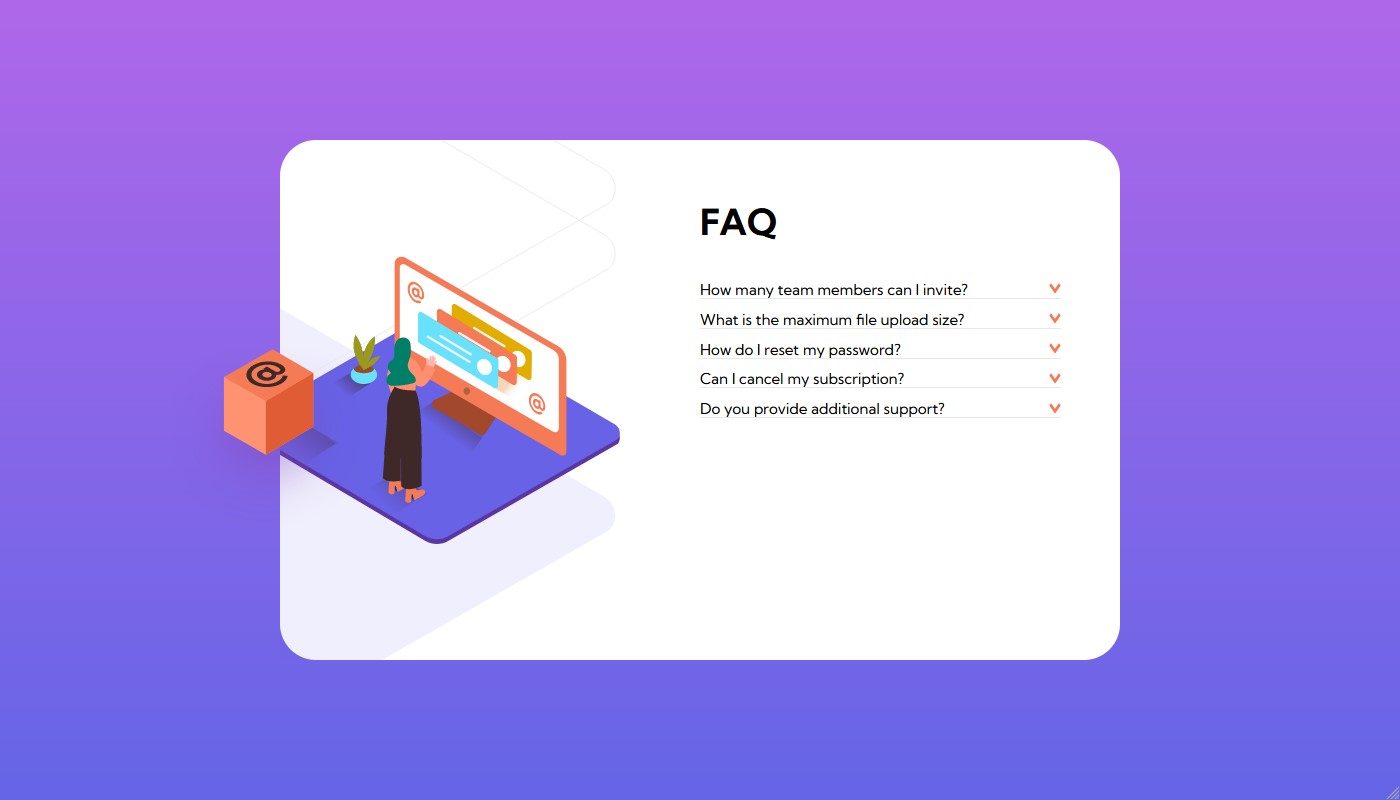 FAQ
How many team members can I invite?
What is the maximum file upload size?
How do I reset my password?
Can I cancel my subscription?
Do you provide additional support?
@
@
@